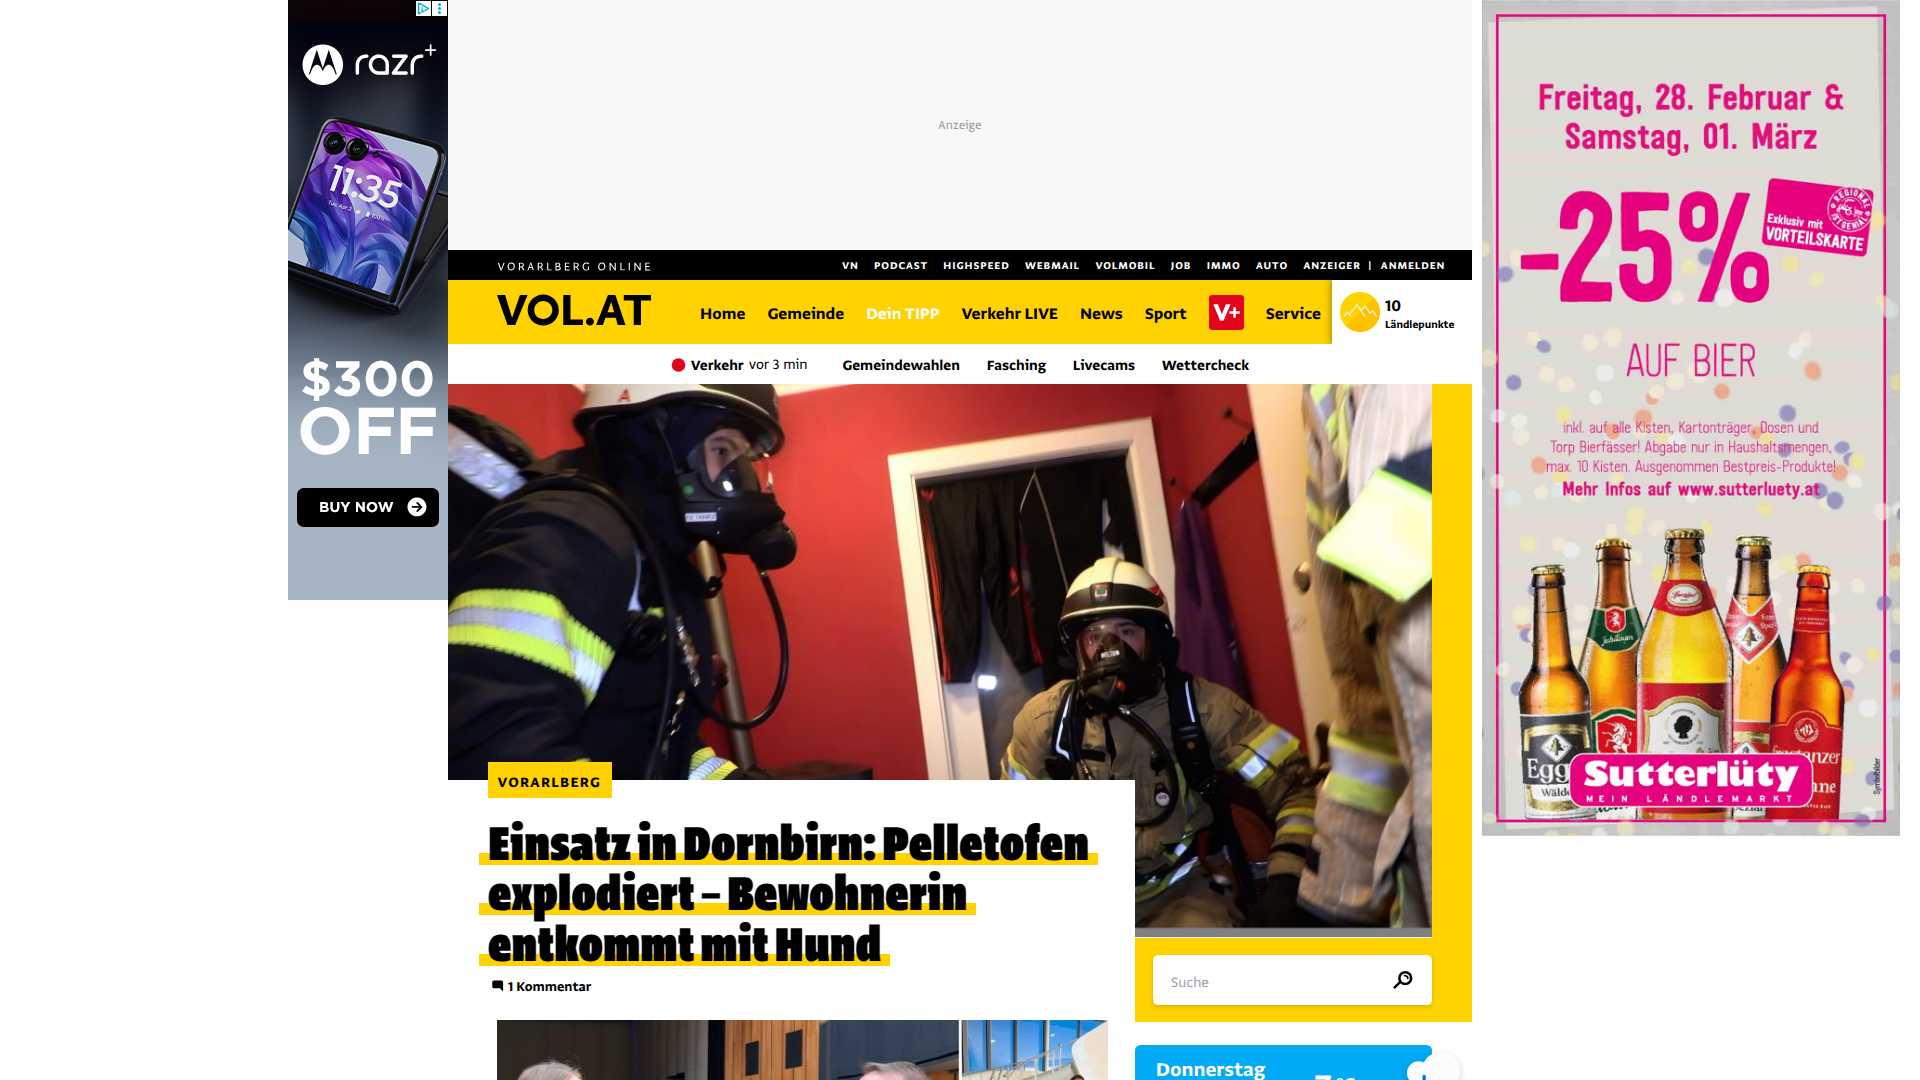 razr+
11:35
$300
OFF
BUY NOW
Anzeige
VORARLBERG ONLINE
VN PODCAST HIGHSPEED WEBMAIL VOLMOBIL JOB IMMO AUTO ANZEIGER | ANMELDEN
VOL.AT
Home Gemeinde Dein TIPP Verkehr LIVE News Sport V+ Service
10
Ländlepunkte
Verkehr vor 3 min Gemeindewahlen Fasching Livecams Wettercheck
VORARLBERG
Einsatz in Dornbirn: Pelletofen
explodiert – Bewohnerin
entkommt mit Hund
1 Kommentar
Suche
Donnerstag
Freitag, 28. Februar &
Samstag, 01. März
-25%
REGIONAL
IST GENIAL
Exklusiv mit
VORTEILSKARTE
AUF BIER
inkl. auf alle Kisten, Kartonträger, Dosen und
Torp Bierfässer! Abgabe nur in Haushaltsmengen,
max. 10 Kisten. Ausgenommen Bestpreis-Produkte!
Mehr Infos auf www.sutterluety.at
Egg
Wälde
Sutterlüty
MEIN LÄNDLEMARKT
Symbolbilder